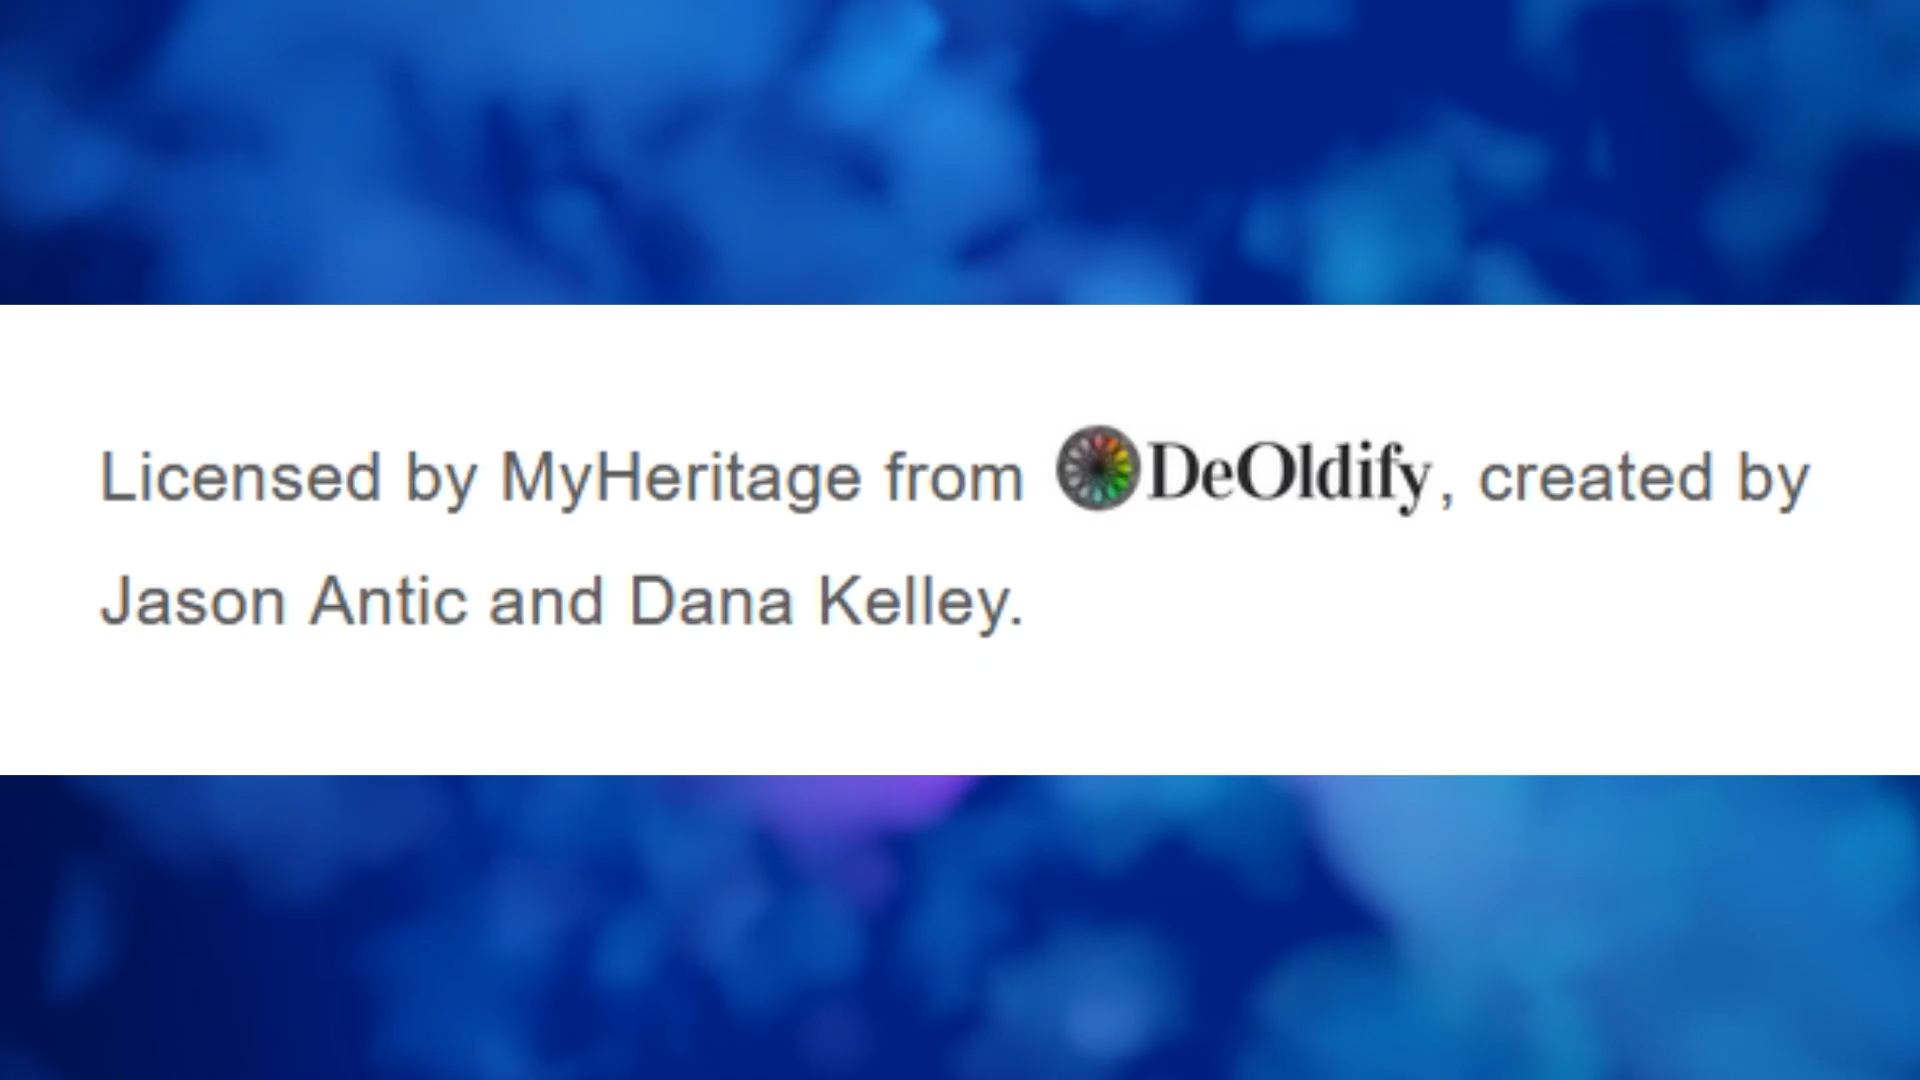 Licensed by MyHeritage from DeOldify, created by
Jason Antic and Dana Kelley.